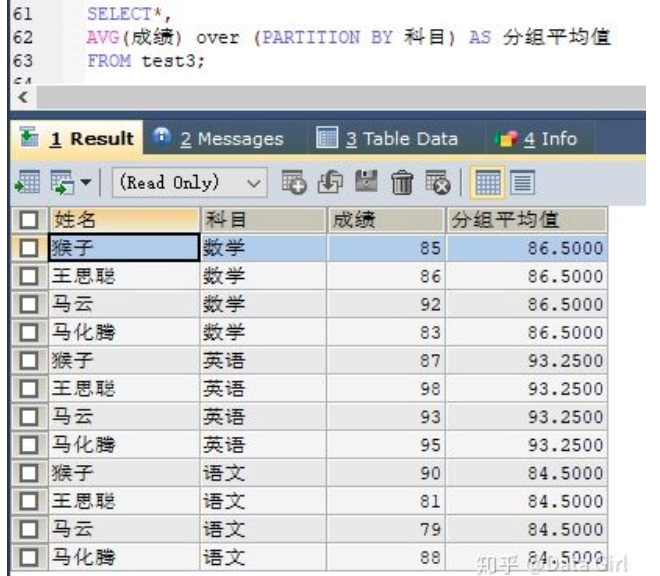 61 SELECT*,
62 AVG(成绩) over (PARTITION BY 科目) AS 分组平均值
63 FROM test3;
64
1 Result 2 Messages 3 Table Data 4 Info
(Read Only)
姓名 科目 成绩 分组平均值
猴子 数学 85 86.5000
王思聪 数学 86 86.5000
马云 数学 92 86.5000
马化腾 数学 83 86.5000
猴子 英语 87 93.2500
王思聪 英语 98 93.2500
马云 英语 93 93.2500
马化腾 英语 95 93.2500
猴子 语文 90 84.5000
王思聪 语文 81 84.5000
马云 语文 79 84.5000
马化腾 语文 88 84.5000
知乎 @Data Girl